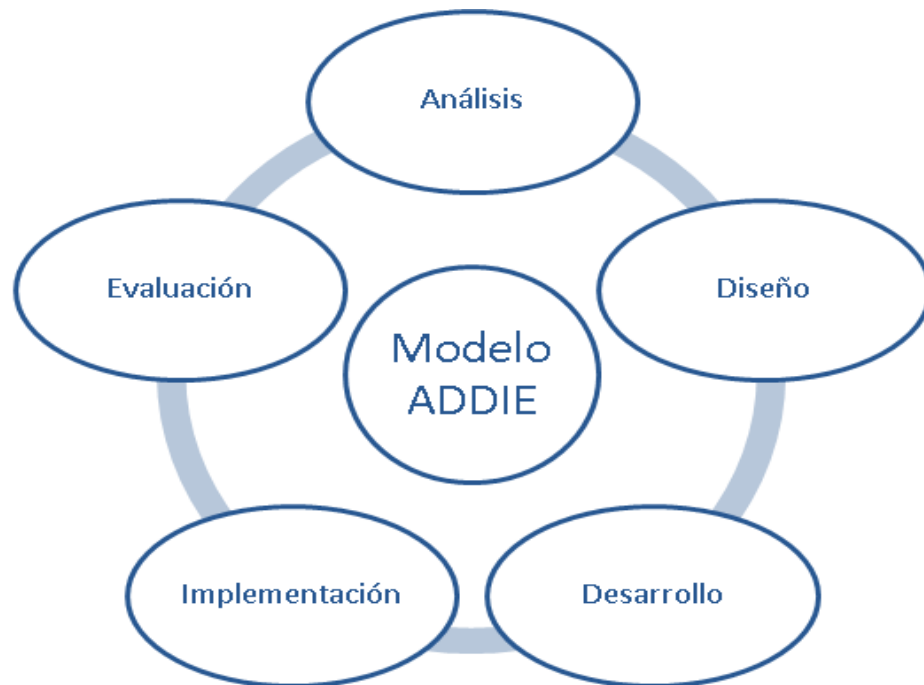 Análisis
Diseño
Desarrollo
Implementación
Evaluación
Modelo
ADDIE